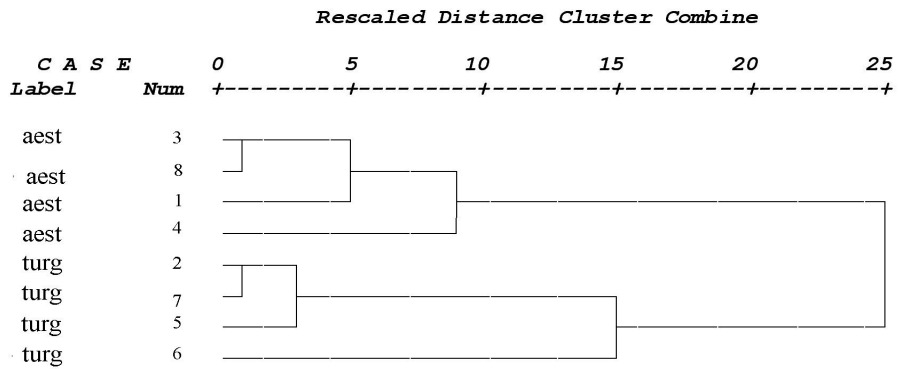 Rescaled Distance Cluster Combine
C A S E 0 5 10 15 20 25
Label Num +---------+---------+---------+---------+---------+
aest 3
aest 8
aest 1
aest 4
turg 2
turg 7
turg 5
turg 6